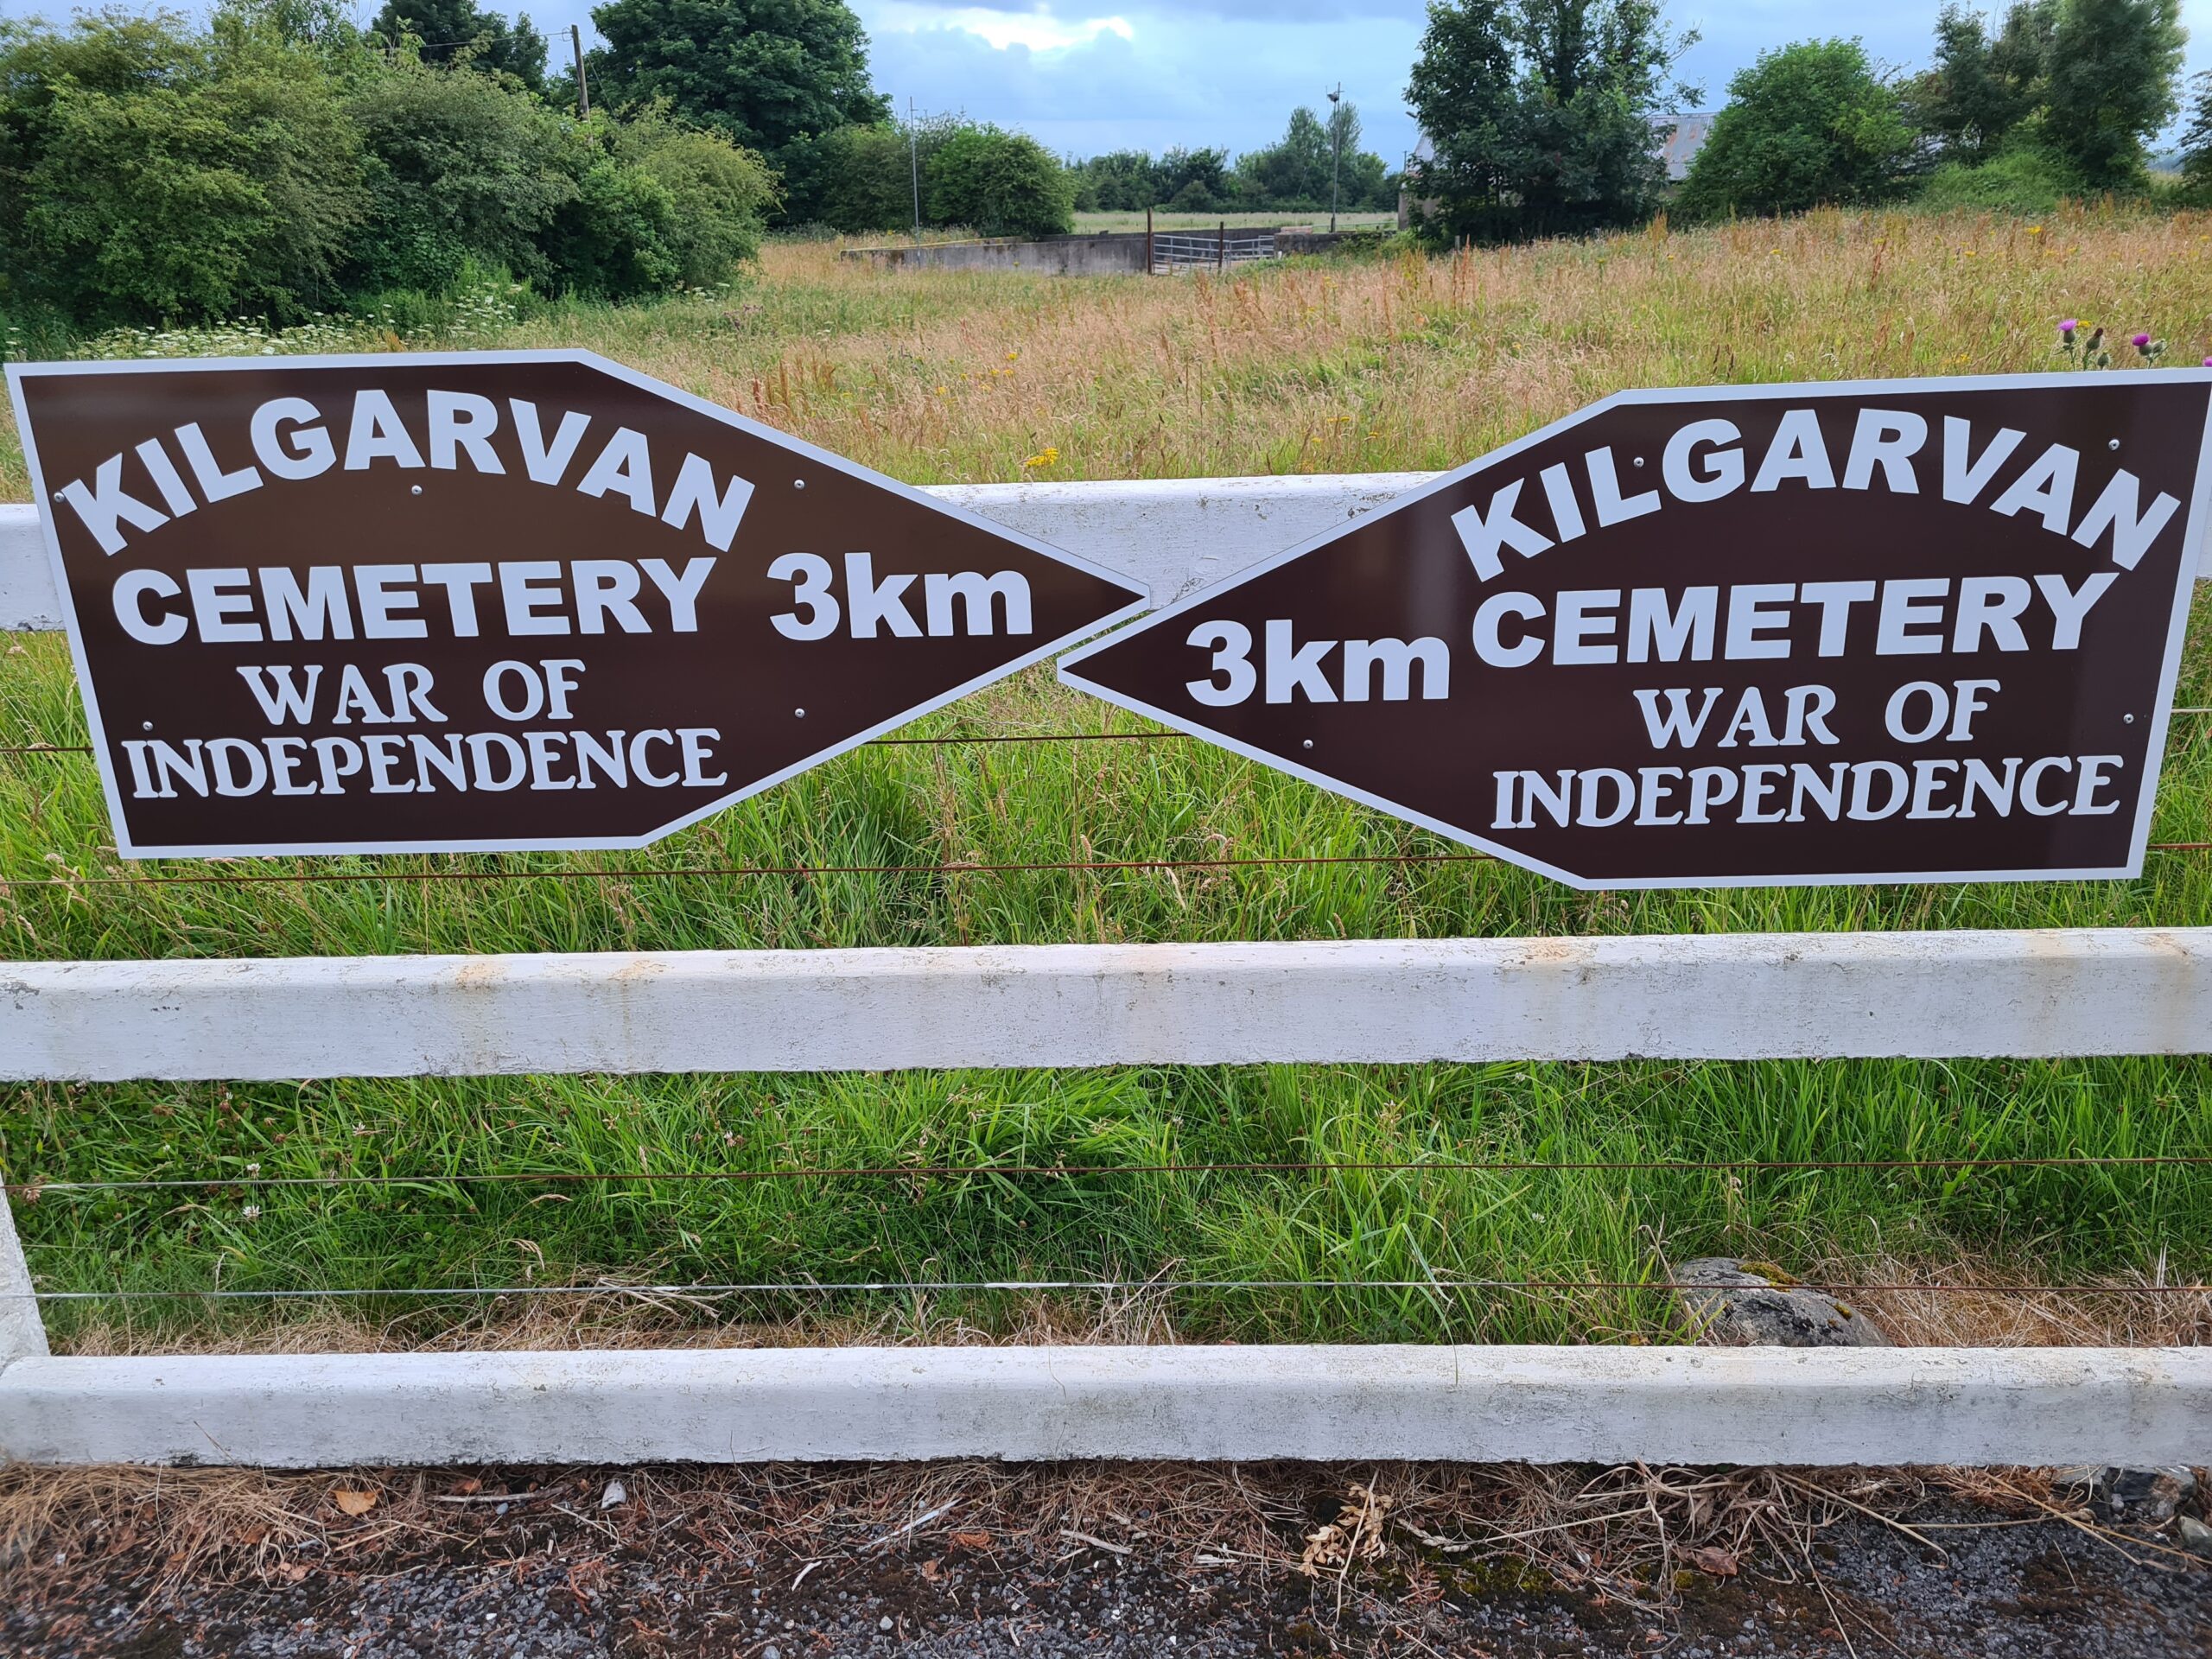 KILGARVAN
CEMETERY 3km
WAR OF
INDEPENDENCE
KILGARVAN
3km CEMETERY
WAR OF
INDEPENDENCE